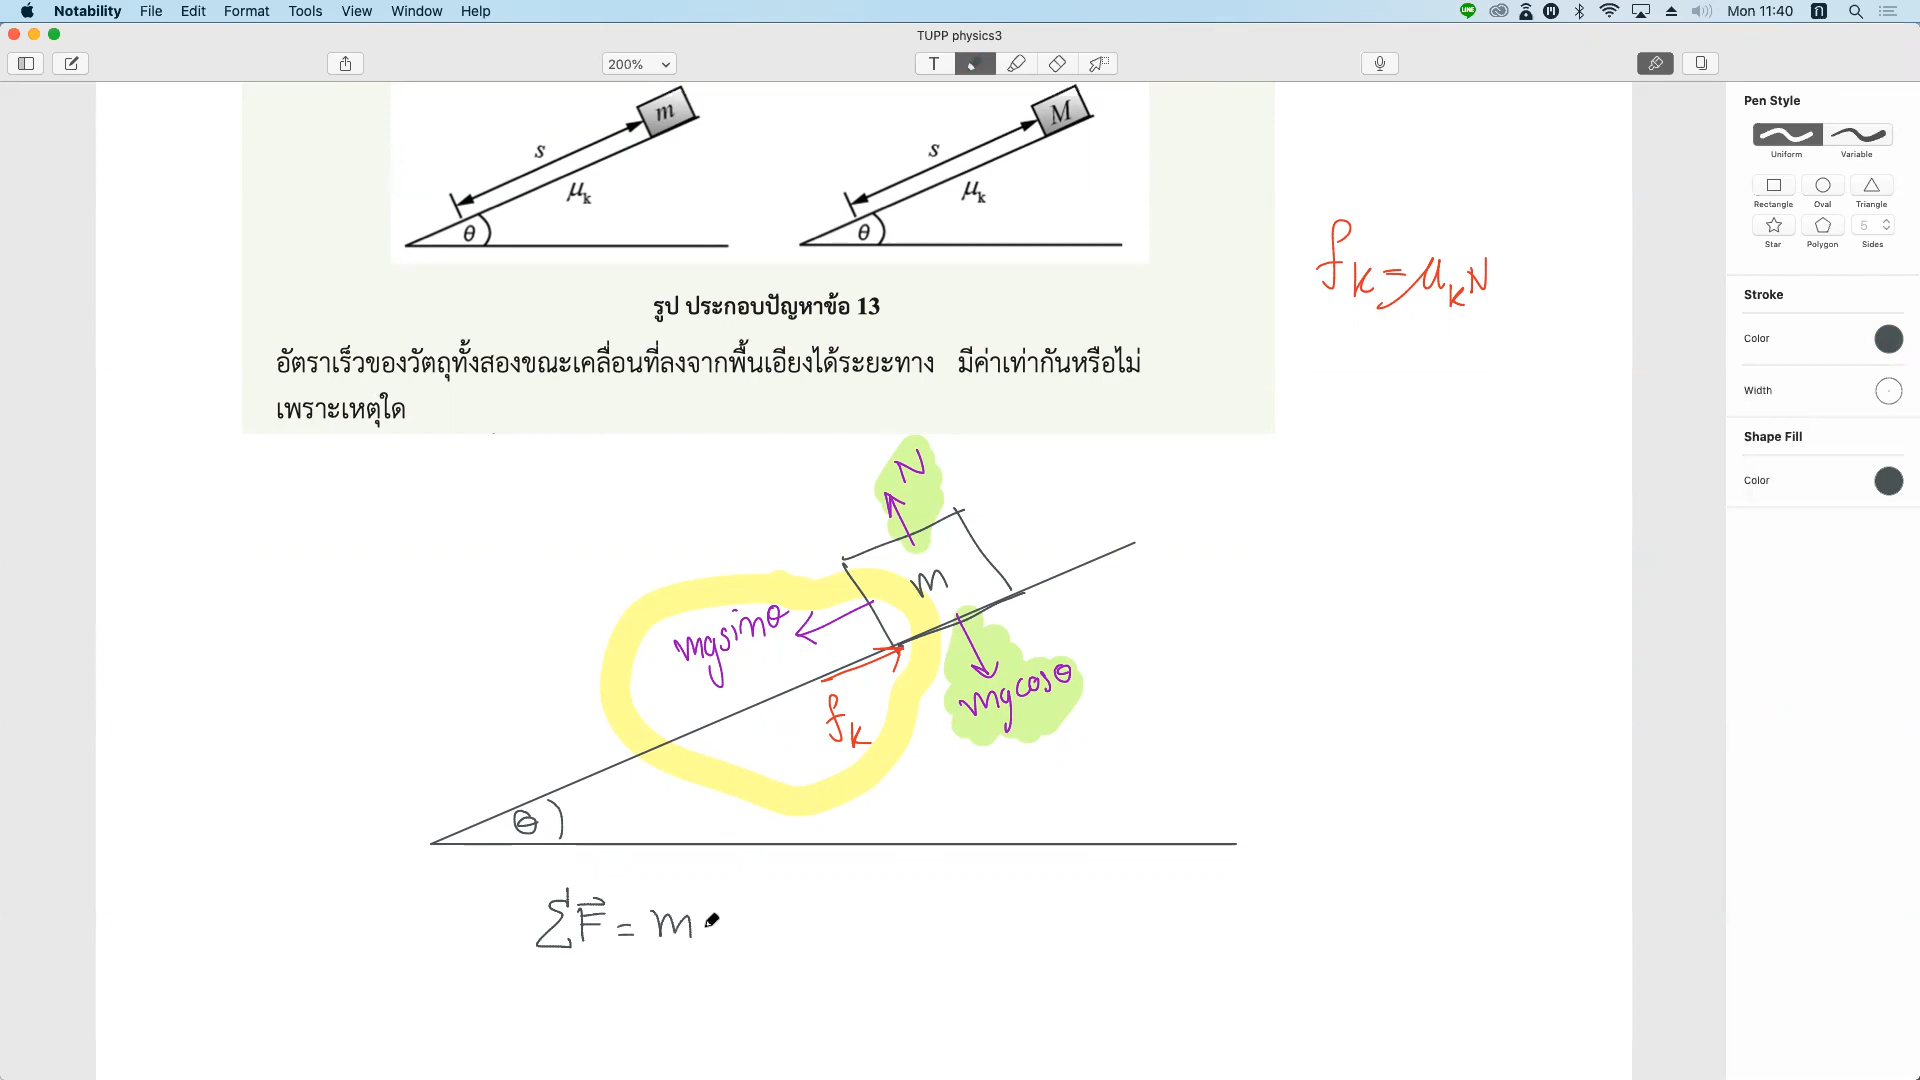 Notability File Edit Format Tools View Window Help Mon 11:40 ก
TUPP physics3
200% T
Pen Style
Uniform Variable
Rectangle Oval Triangle
5
Star Polygon Sides
Stroke
Color
Width
Shape Fill
Color
m
s
μk
θ
M
s
μk
θ
รูป ประกอบปัญหาข้อ 13
อัตราเร็วของวัตถุทั้งสองขณะเคลื่อนที่ลงจากพื้นเอียงได้ระยะทาง มีค่าเท่ากันหรือไม่
เพราะเหตุใด
fk = μkN
N
m
mgsinθ
mgcosθ
fk
θ
ΣF⃗ = m